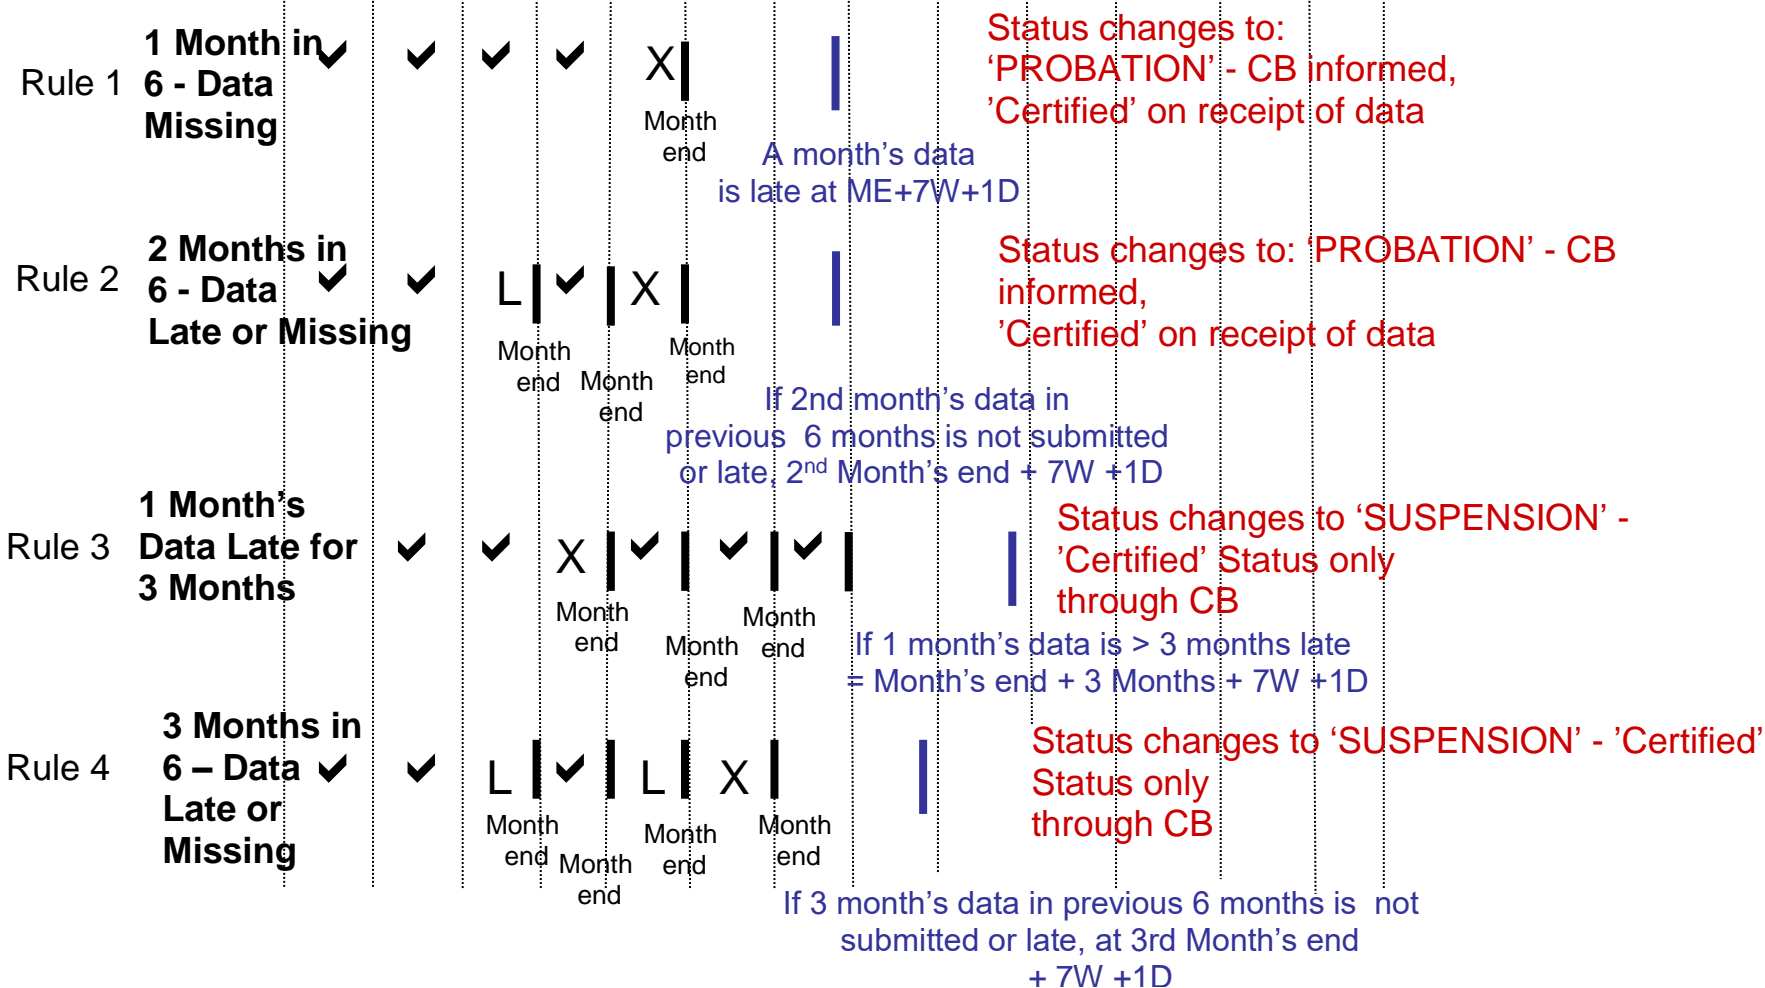 Rule 1
1 Month in
6 - Data
Missing
X
Month
end
A month's data
is late at ME+7W+1D
Status changes to:
‘PROBATION’ - CB informed,
’Certified’ on receipt of data
Rule 2
2 Months in
6 - Data
Late or Missing
L
X
Month
end
Month
end
Month
end
If 2nd month’s data in
previous 6 months is not submitted
or late, 2nd Month’s end + 7W +1D
Status changes to: ‘PROBATION’ - CB
informed,
’Certified’ on receipt of data
Rule 3
1 Month’s
Data Late for
3 Months
X
Month
end
Month
end
Month
end
If 1 month’s data is > 3 months late
= Month’s end + 3 Months + 7W +1D
Status changes to ‘SUSPENSION’ -
’Certified’ Status only
through CB
Rule 4
3 Months in
6 – Data
Late or
Missing
L
L
X
Month
end
Month
end
Month
end
Month
end
If 3 month’s data in previous 6 months is not
submitted or late, at 3rd Month’s end
+ 7W +1D
Status changes to ‘SUSPENSION’ - ’Certified’
Status only
through CB